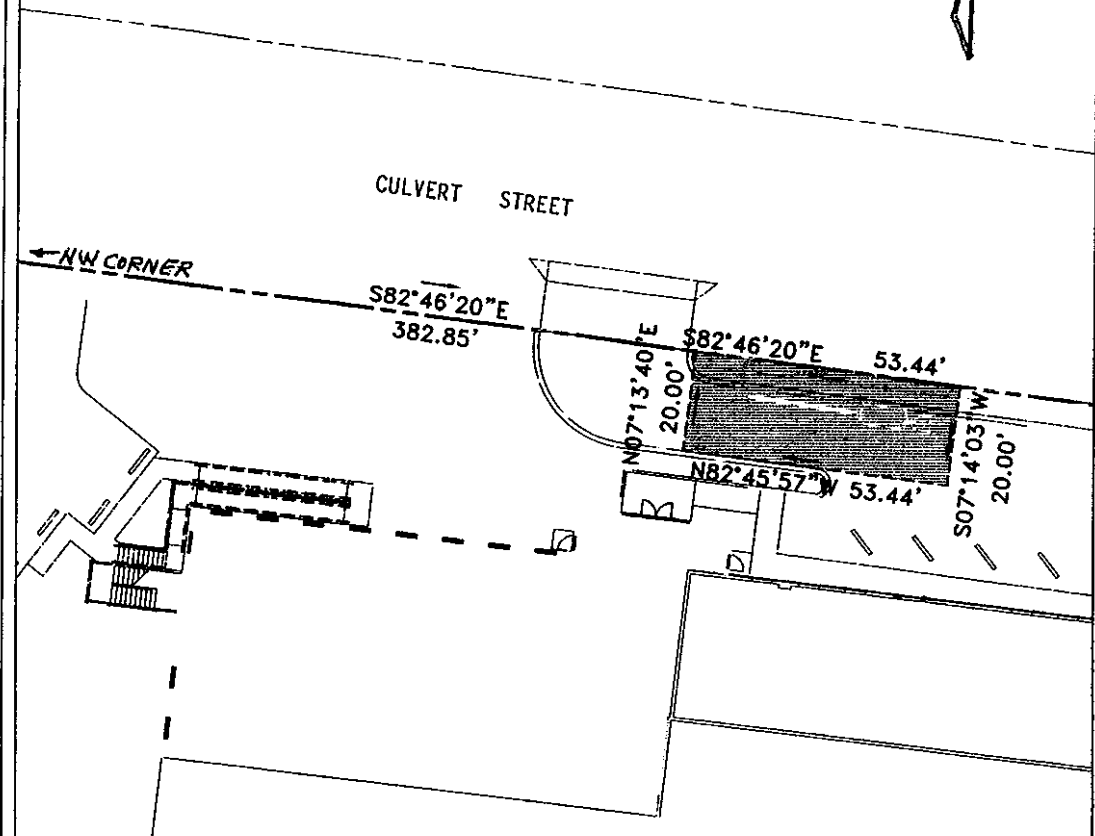 CULVERT STREET
NW CORNER
S82°46'20"E
382.85'
S82°46'20"E 53.44'
N07°13'40"E
20.00'
N82°45'57"W 53.44'
S07°14'03"W
20.00'